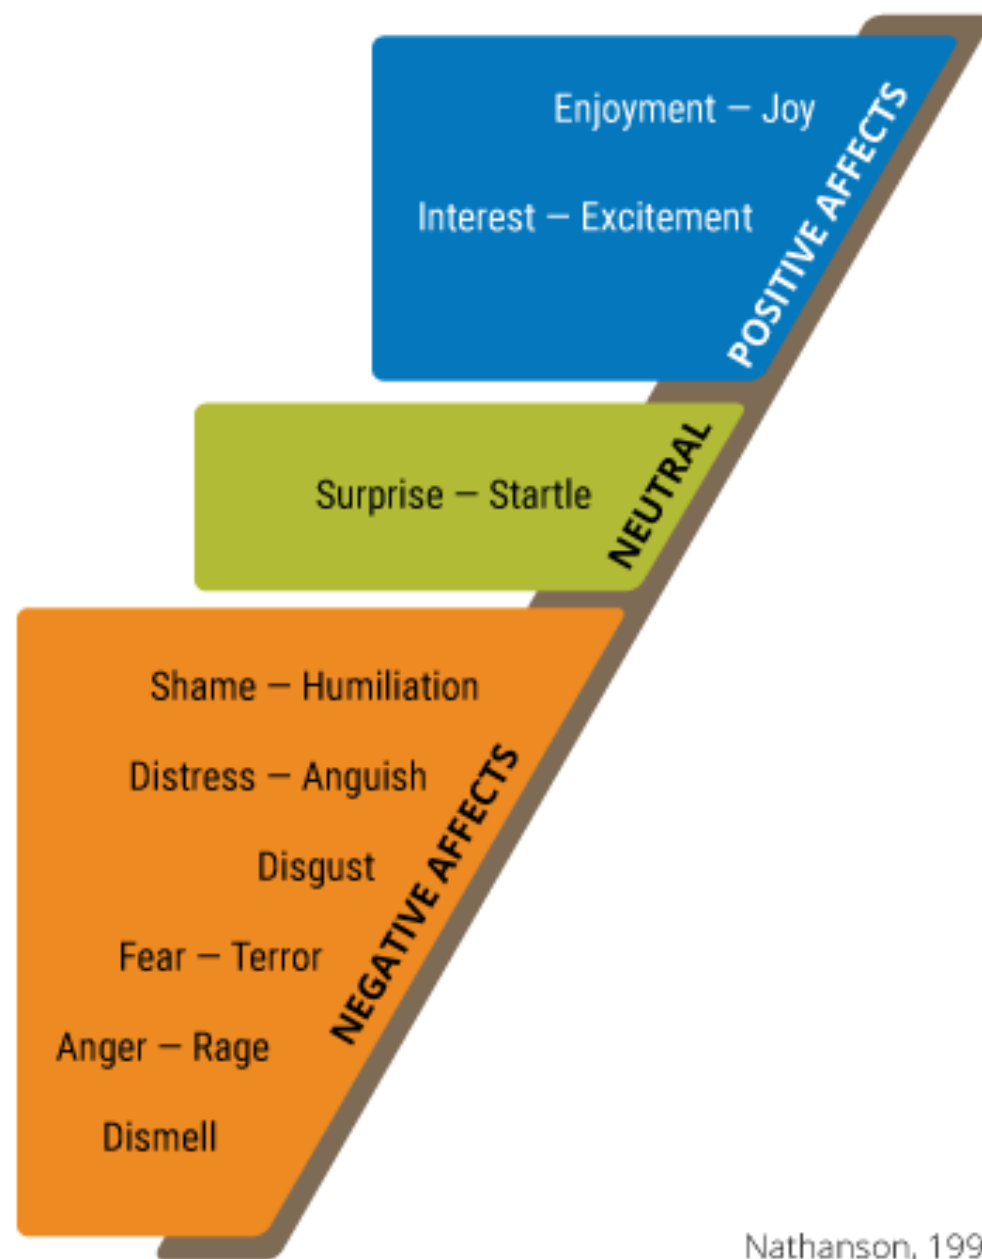 Enjoyment — Joy
Interest — Excitement
POSITIVE AFFECTS
Surprise — Startle
NEUTRAL
Shame — Humiliation
Distress — Anguish
Disgust
Fear — Terror
Anger — Rage
Dismell
NEGATIVE AFFECTS
Nathanson, 199